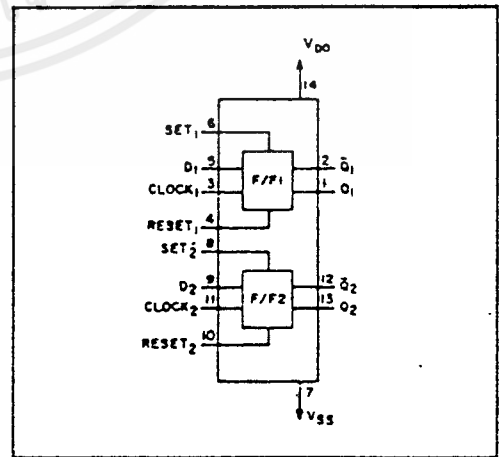 VDD
14
SET1 6
D1 5 F/F1 2 Q̄1
CLOCK1 3 1 Q1
RESET1 4
SET2 8
D2 9 F/F2 12 Q̄2
CLOCK2 11 13 Q2
RESET2 10
7
VSS